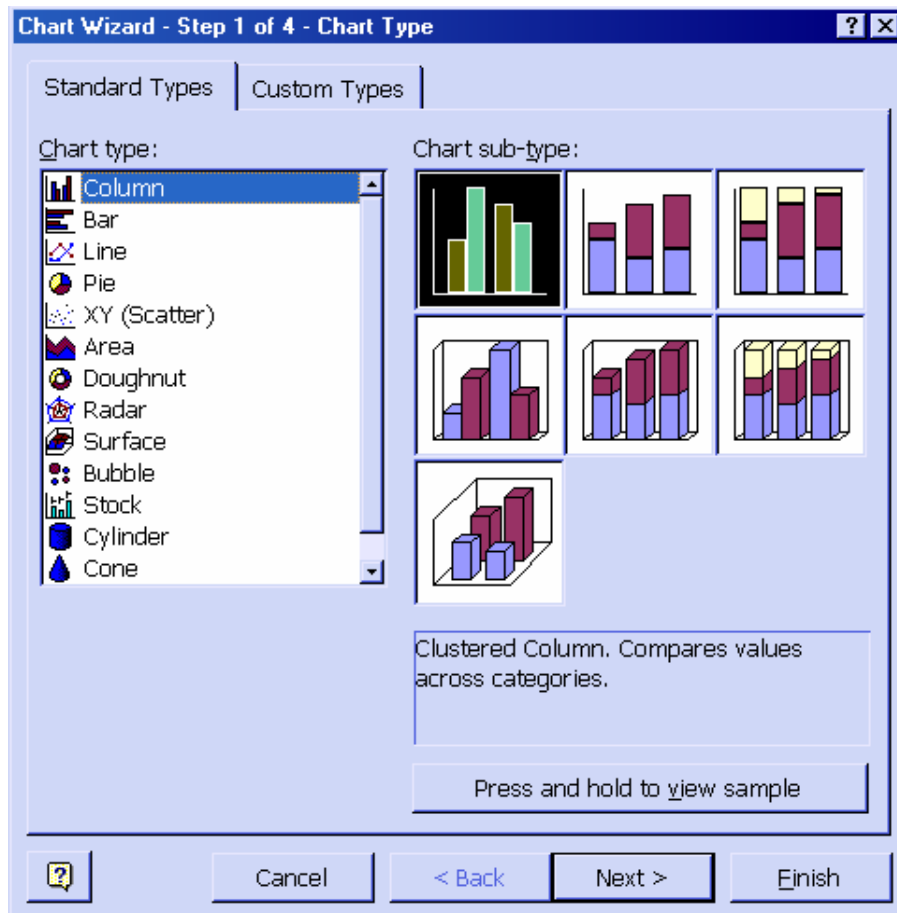 Chart Wizard - Step 1 of 4 - Chart Type
Standard Types
Custom Types
Chart type:
Column
Bar
Line
Pie
XY (Scatter)
Area
Doughnut
Radar
Surface
Bubble
Stock
Cylinder
Cone
Chart sub-type:
Clustered Column. Compares values
across categories.
Press and hold to view sample
Cancel
< Back
Next >
Finish